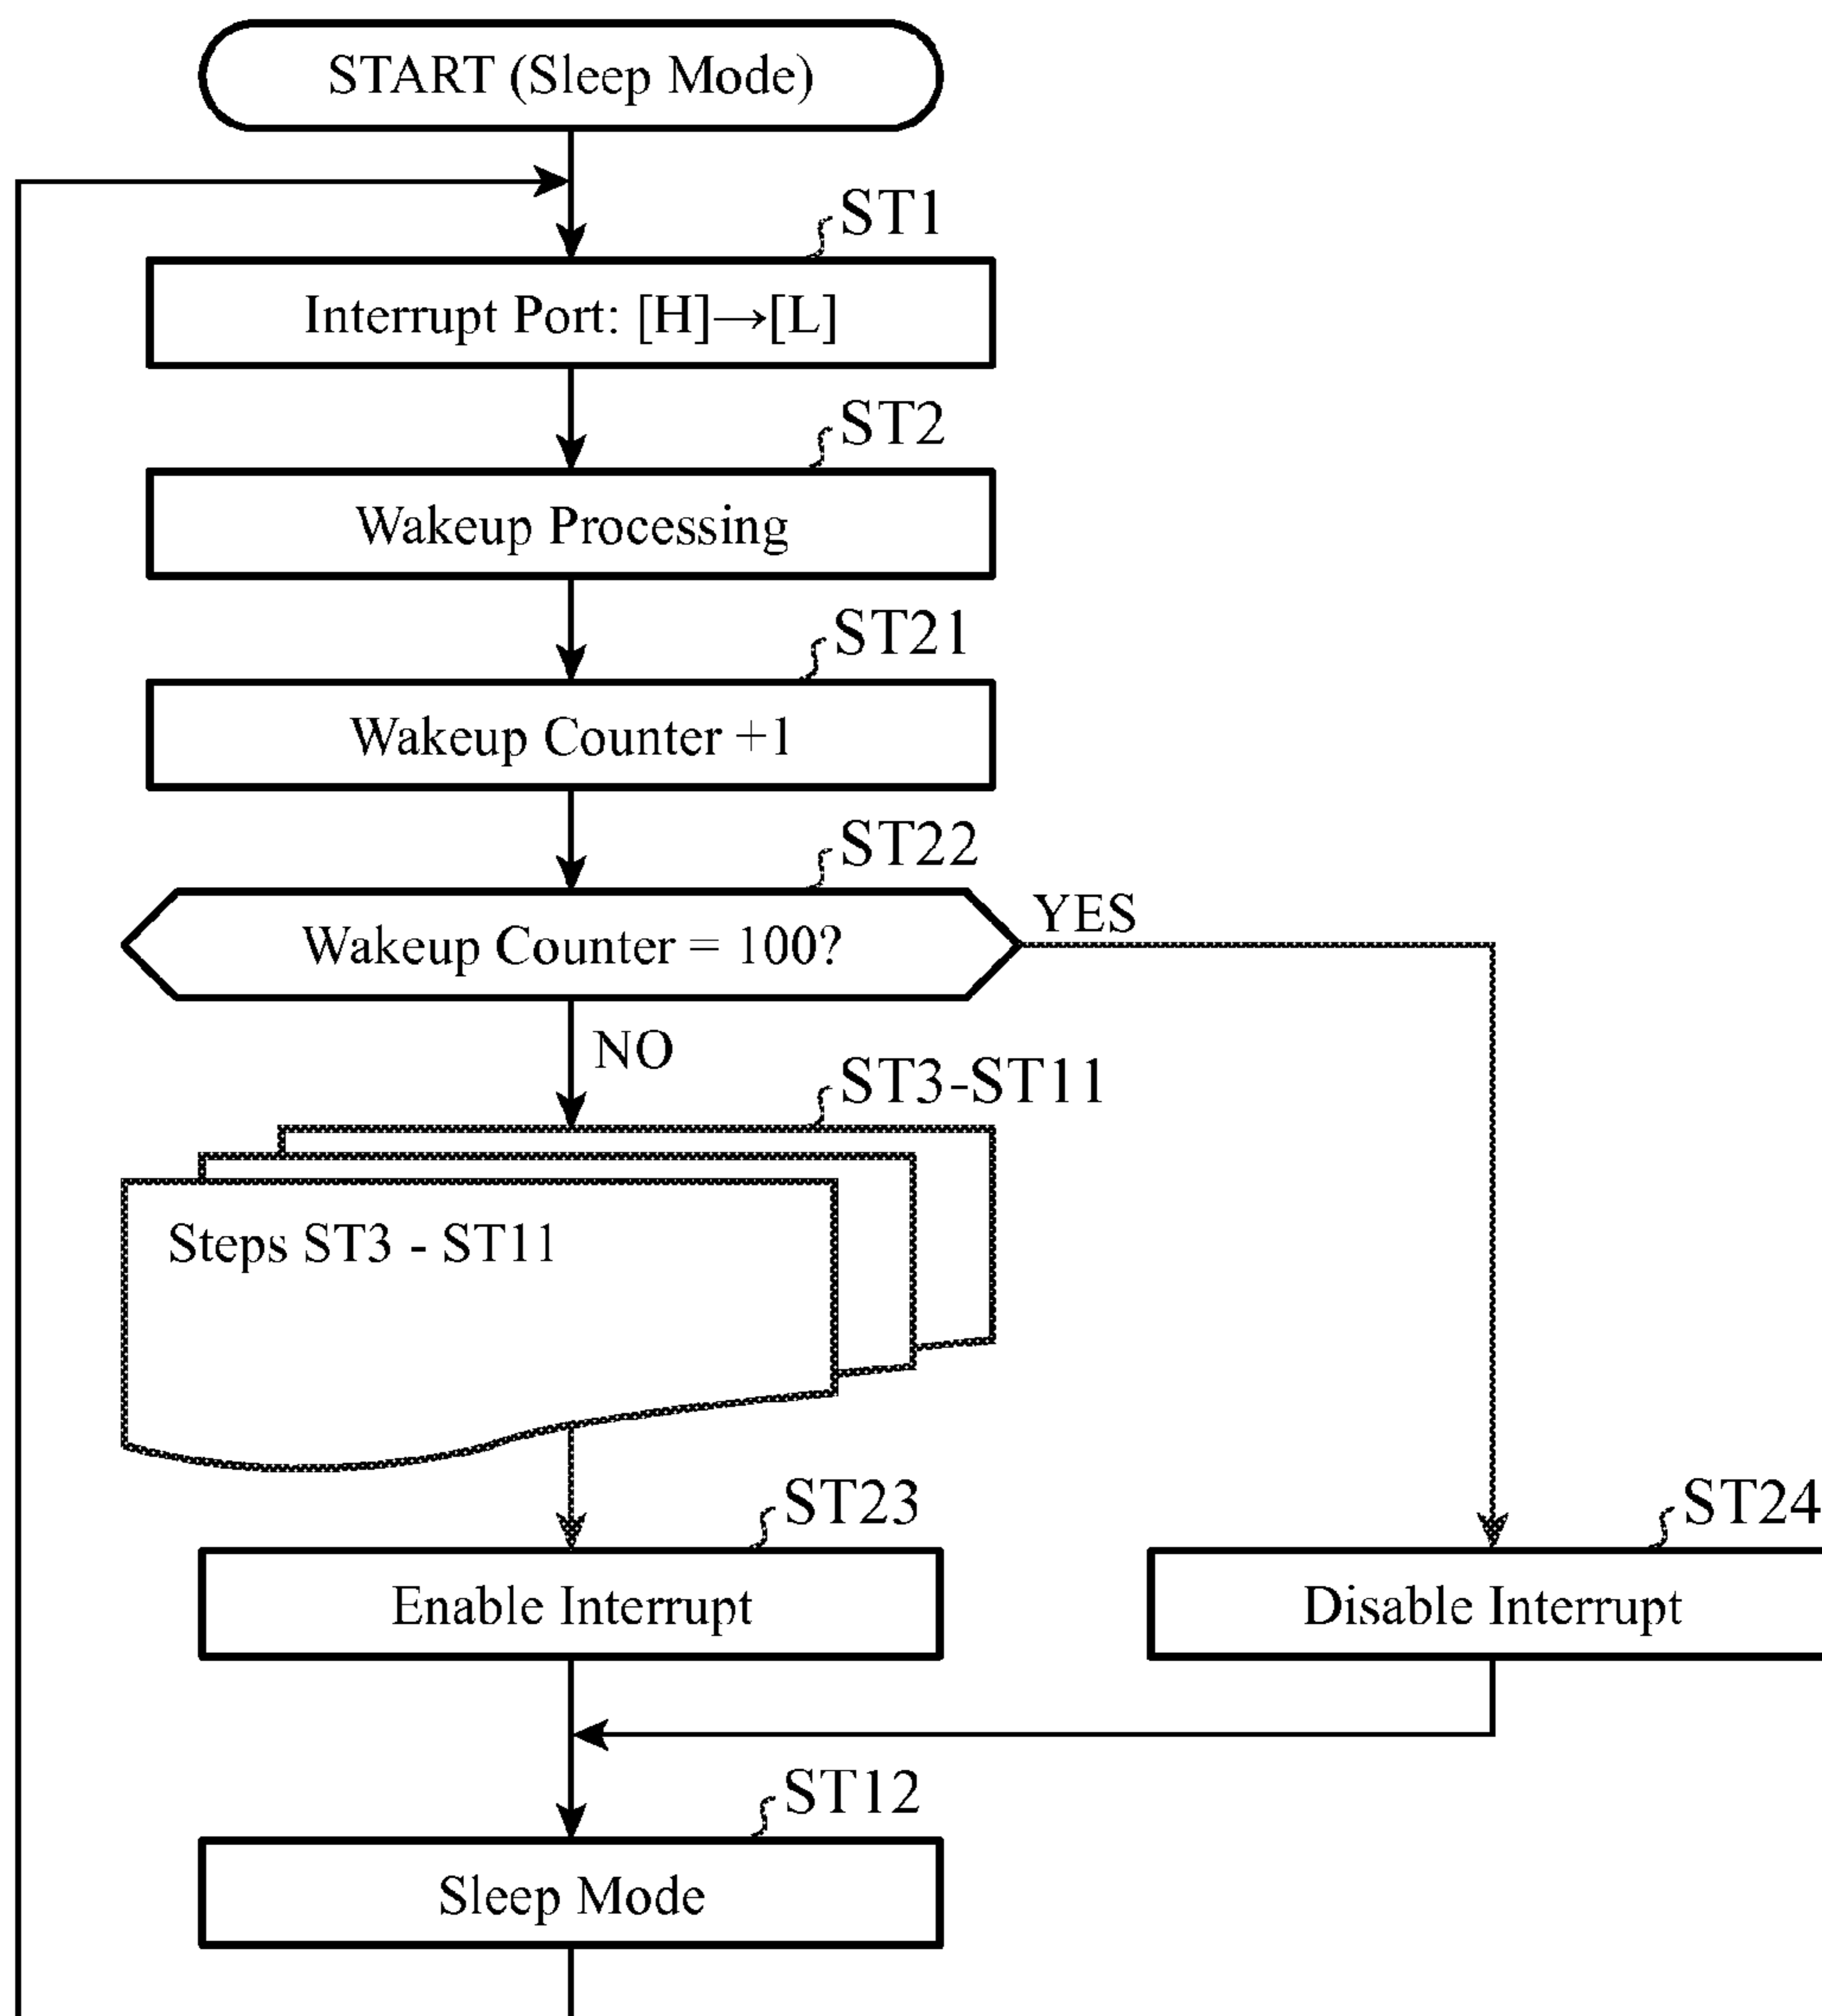 START (Sleep Mode)
ST1
Interrupt Port: [H]→[L]
ST2
Wakeup Processing
ST21
Wakeup Counter +1
ST22
Wakeup Counter = 100?
YES
NO
ST3-ST11
Steps ST3 - ST11
ST23
Enable Interrupt
ST24
Disable Interrupt
ST12
Sleep Mode